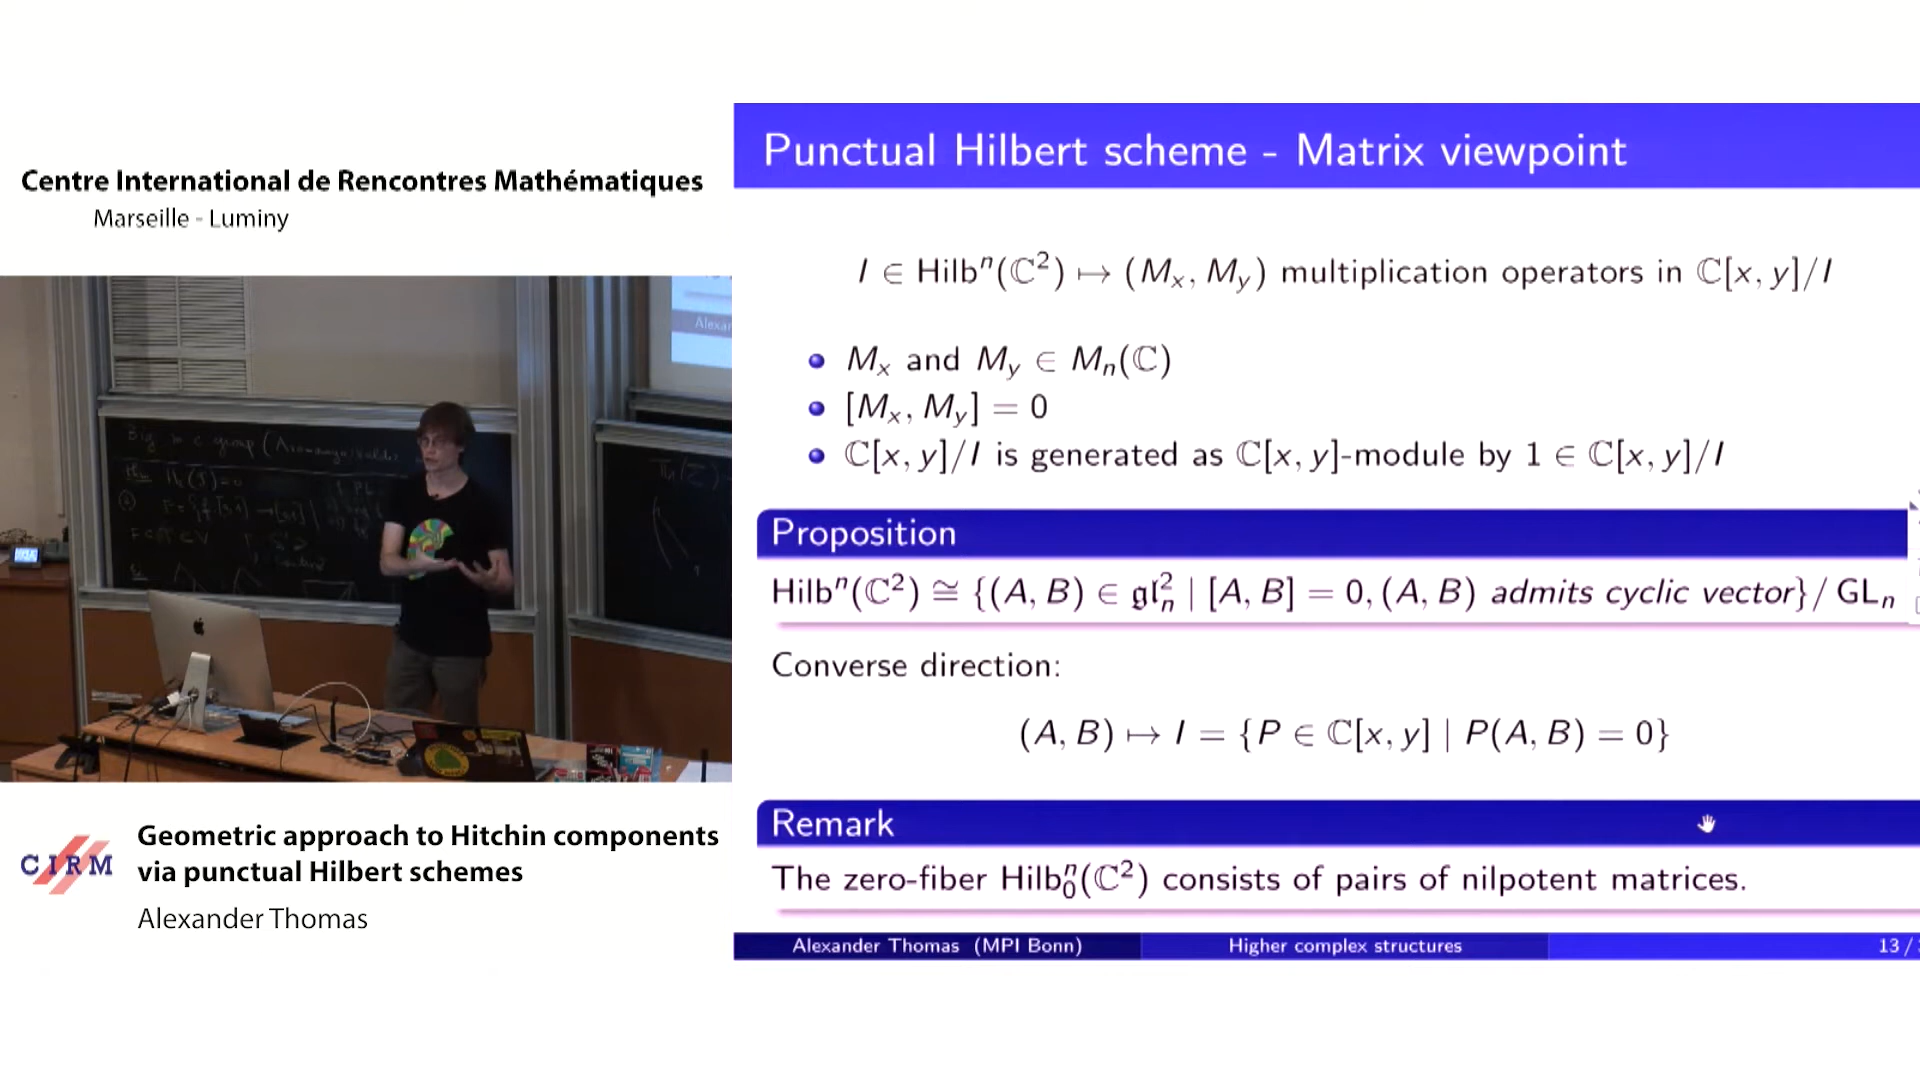 Centre International de Rencontres Mathématiques
Marseille - Luminy
Geometric approach to Hitchin components
via punctual Hilbert schemes
Alexander Thomas
CIRM
Punctual Hilbert scheme - Matrix viewpoint
I ∈ Hilbⁿ(ℂ²) ↦ (Mₓ, M_y) multiplication operators in ℂ[x, y]/I
• Mₓ and M_y ∈ Mₙ(ℂ)
• [Mₓ, M_y] = 0
• ℂ[x, y]/I is generated as ℂ[x, y]-module by 1 ∈ ℂ[x, y]/I
Proposition
Hilbⁿ(ℂ²) ≅ {(A, B) ∈ 𝔤𝔩ₙ² | [A, B] = 0, (A, B) admits cyclic vector}/ GLₙ
Converse direction:
(A, B) ↦ I = {P ∈ ℂ[x, y] | P(A, B) = 0}
Remark
The zero-fiber Hilb₀ⁿ(ℂ²) consists of pairs of nilpotent matrices.
Alexander Thomas (MPI Bonn) Higher complex structures 13 /